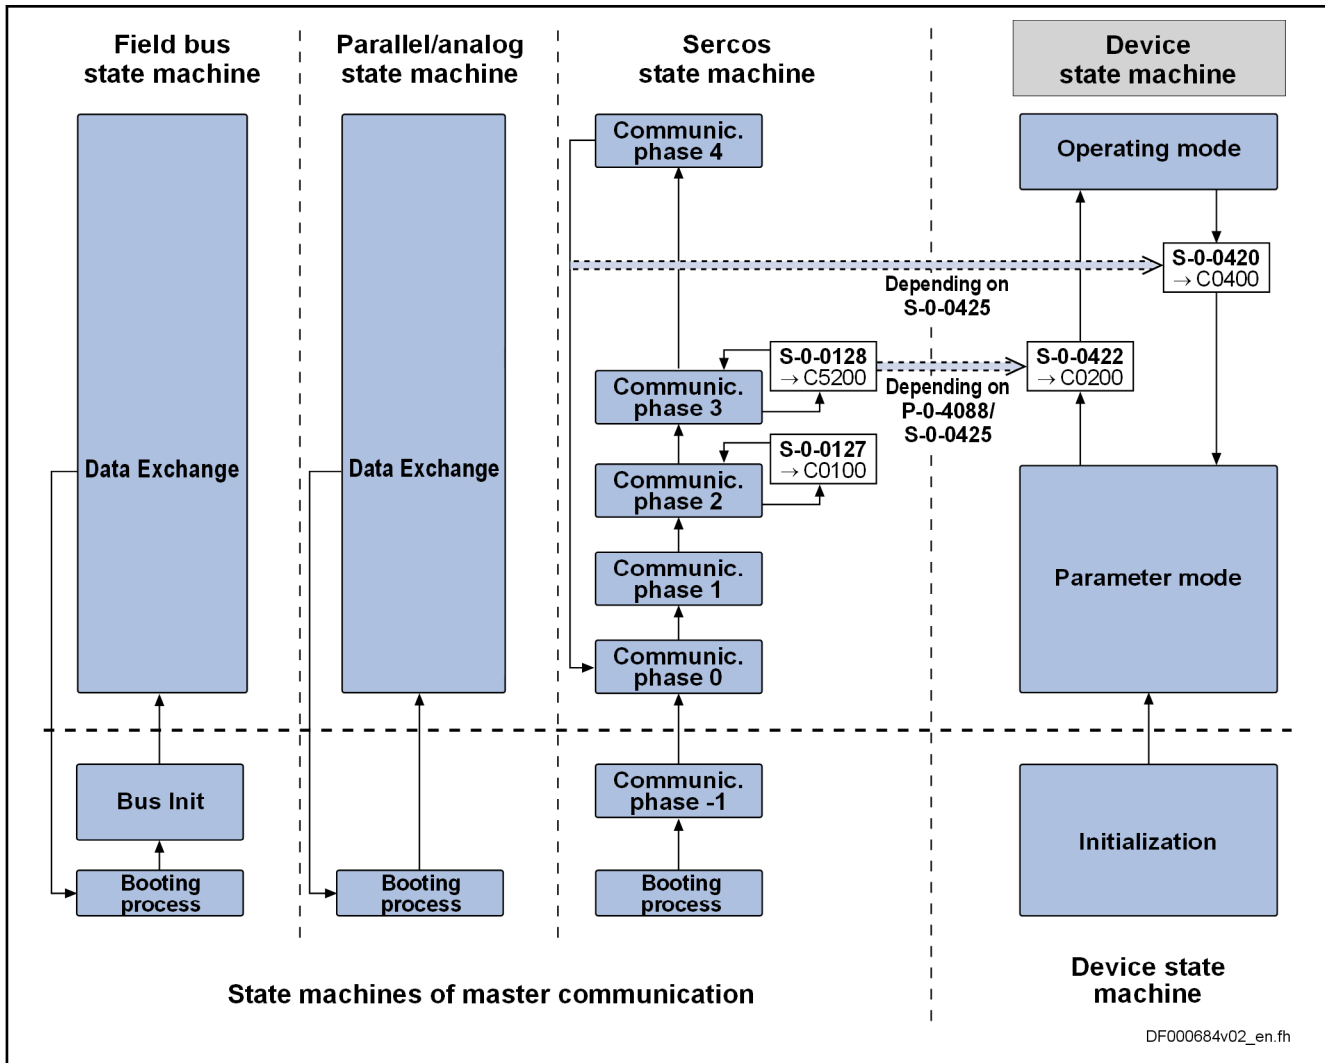 Field bus
state machine
Parallel/analog
state machine
Sercos
state machine
Device
state machine
Data Exchange
Bus Init
Booting
process
Data Exchange
Booting
process
Communic.
phase 4
Communic.
phase 3
Communic.
phase 2
Communic.
phase 1
Communic.
phase 0
Communic.
phase -1
Booting
process
S-0-0128
→ C5200
S-0-0127
→ C0100
Depending on
S-0-0425
Depending on
P-0-4088/
S-0-0425
Operating mode
S-0-0420
→ C0400
S-0-0422
→ C0200
Parameter mode
Initialization
State machines of master communication
Device state
machine
DF000684v02_en.fh